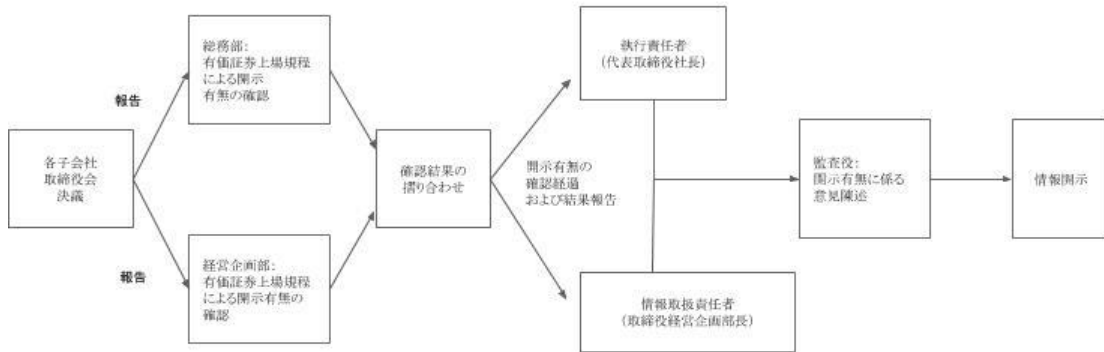 各子会社
取締役会
決議
報告
報告
総務部：
有価証券上場規程
による開示
有無の確認
経営企画部：
有価証券上場規程
による開示有無の
確認
確認結果の
摺り合わせ
開示有無の
確認経過
および結果報告
執行責任者
（代表取締役社長）
情報取扱責任者
（取締役経営企画部長）
監査役：
開示有無に係る
意見陳述
情報開示